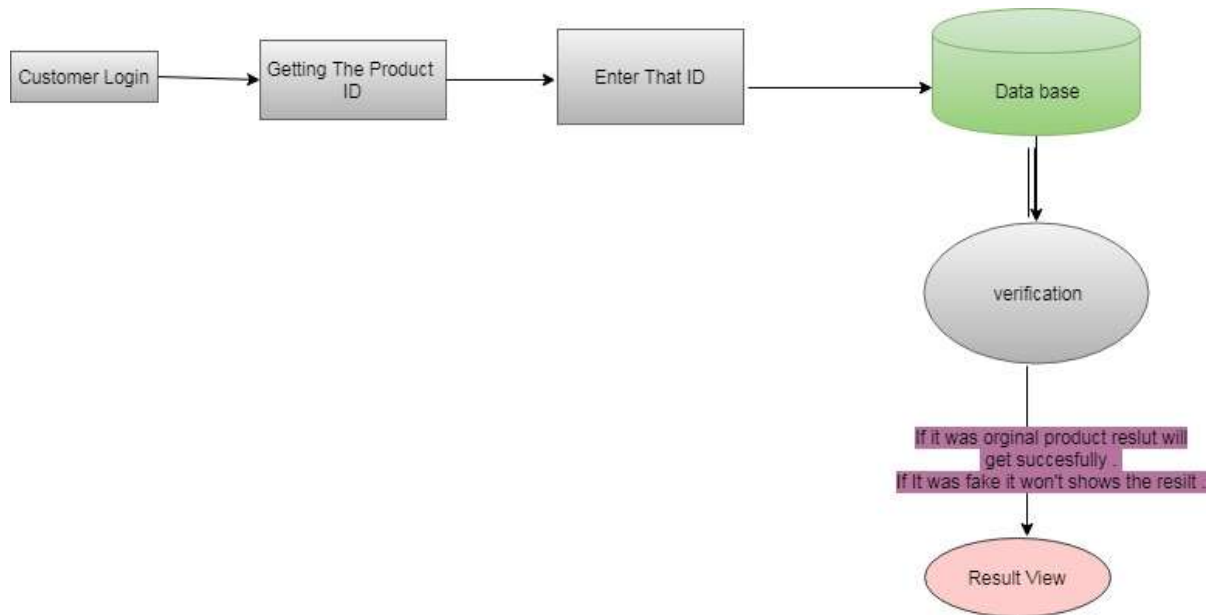 Customer Login
Getting The Product
ID
Enter That ID
Data base
verification
If it was orginal product reslut will
get succesfully .
If It was fake it won't shows the resilt .
Result View